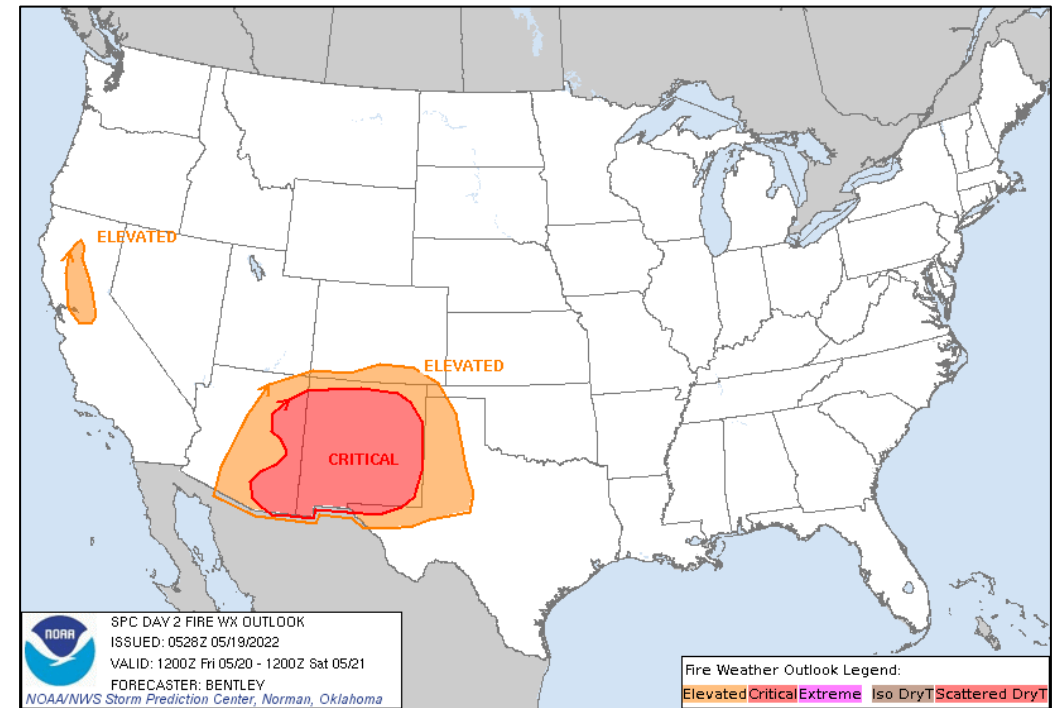 ELEVATED
ELEVATED
CRITICAL
NOAA
SPC DAY 2 FIRE WX OUTLOOK
ISSUED: 0528Z 05/19/2022
VALID: 1200Z Fri 05/20 - 1200Z Sat 05/21
FORECASTER: BENTLEY
NOAA/NWS Storm Prediction Center, Norman, Oklahoma
Fire Weather Outlook Legend:
Elevated Critical Extreme Iso DryT Scattered DryT